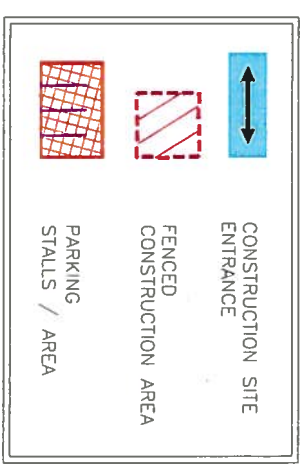 CONSTRUCTION SITE
ENTRANCE
FENCED
CONSTRUCTION AREA
PARKING
STALLS / AREA